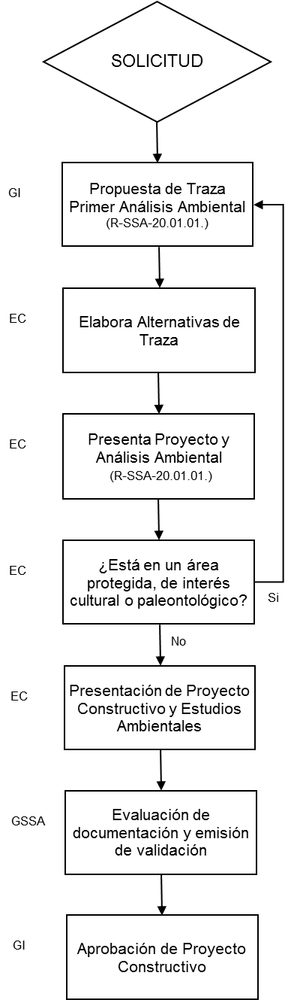 SOLICITUD
GI
Propuesta de Traza
Primer Análisis Ambiental
(R-SSA-20.01.01.)
EC
Elabora Alternativas de
Traza
EC
Presenta Proyecto y
Análisis Ambiental
(R-SSA-20.01.01.)
EC
¿Está en un área
protegida, de interés
cultural o paleontológico?
Si
No
EC
Presentación de Proyecto
Constructivo y Estudios
Ambientales
GSSA
Evaluación de
documentación y emisión
de validación
GI
Aprobación de Proyecto
Constructivo